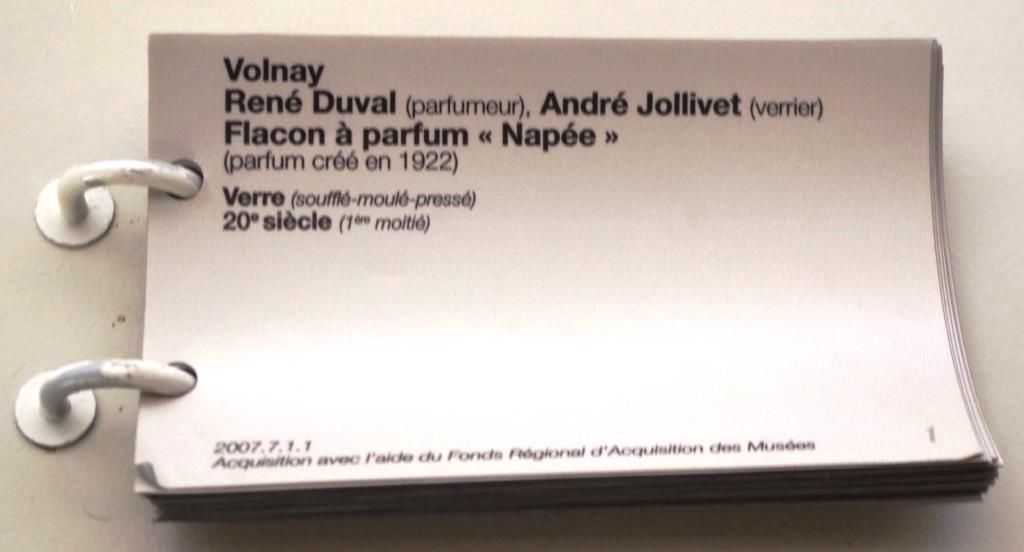 Volnay
René Duval (parfumeur), André Jollivet (verrier)
Flacon à parfum « Napée »
(parfum créé en 1922)
Verre (soufflé-moulé-pressé)
20e siècle (1ère moitié)
2007.7.1.1
Acquisition avec l'aide du Fonds Régional d'Acquisition des Musées
1